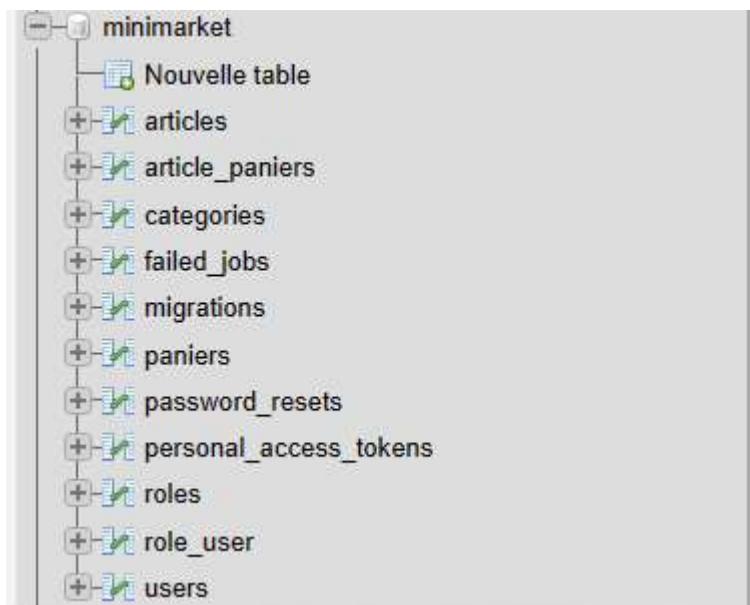 minimarket
Nouvelle table
articles
article_paniers
categories
failed_jobs
migrations
paniers
password_resets
personal_access_tokens
roles
role_user
users